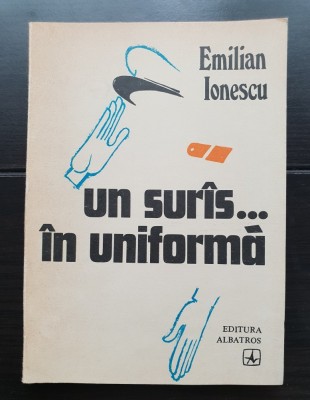 Emilian
Ionescu
un surîs...
în uniformă
EDITURA
ALBATROS